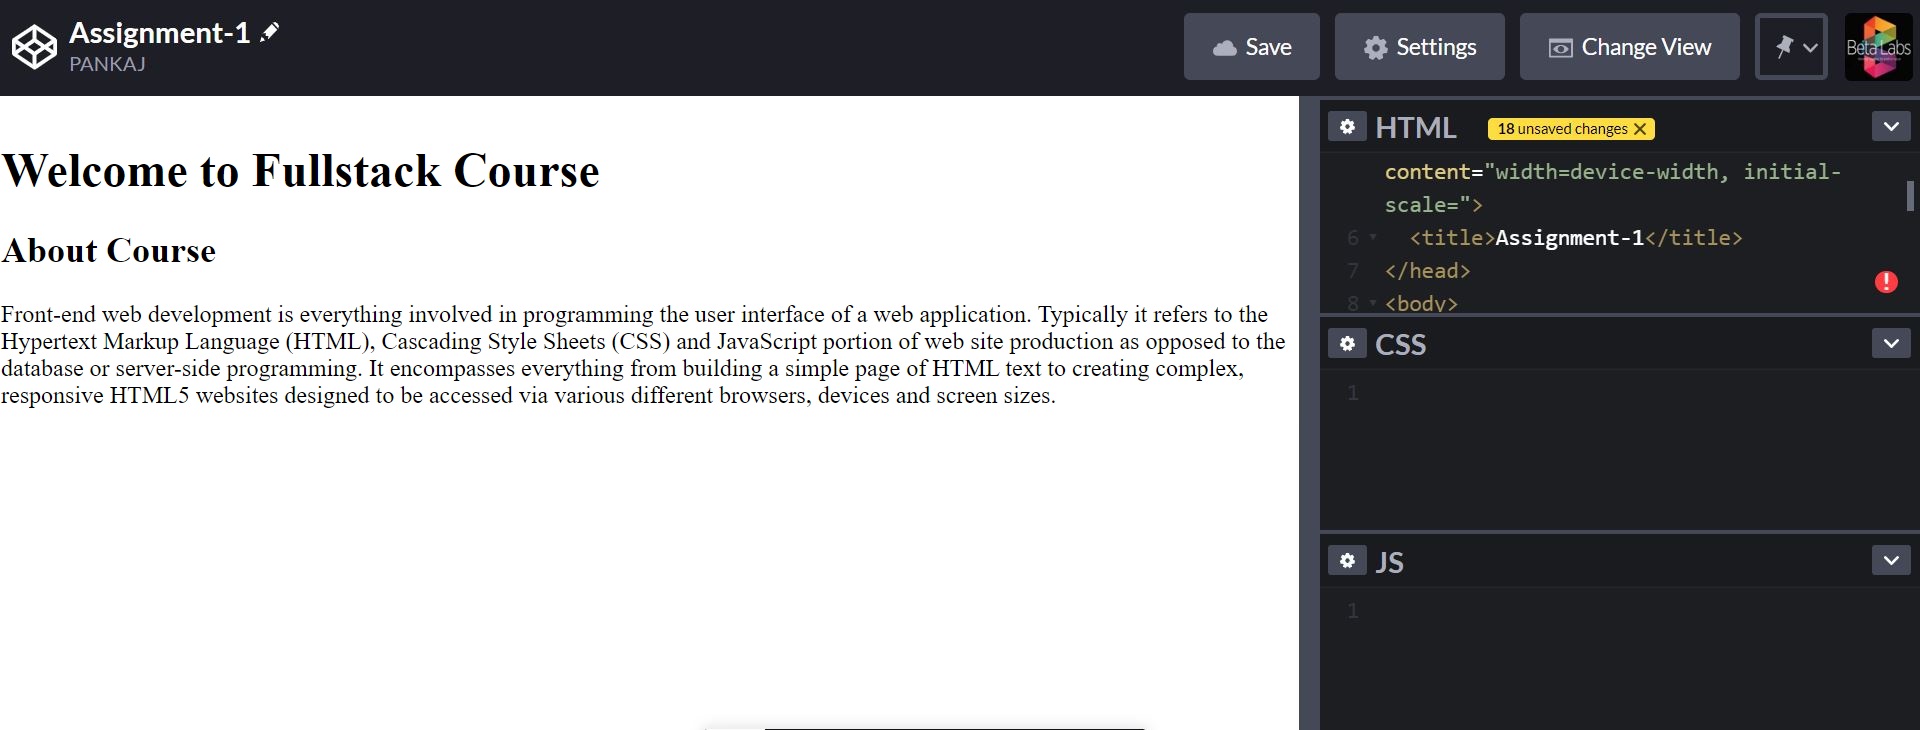 Assignment-1
PANKAJ
Save
Settings
Change View
Beta Labs
Welcome to Fullstack Course
About Course
Front-end web development is everything involved in programming the user interface of a web application. Typically it refers to the
Hypertext Markup Language (HTML), Cascading Style Sheets (CSS) and JavaScript portion of web site production as opposed to the
database or server-side programming. It encompasses everything from building a simple page of HTML text to creating complex,
responsive HTML5 websites designed to be accessed via various different browsers, devices and screen sizes.
HTML
18 unsaved changes
content="width=device-width, initial-
scale=">
6 <title>Assignment-1</title>
7 </head>
8 <body>
CSS
1
JS
1